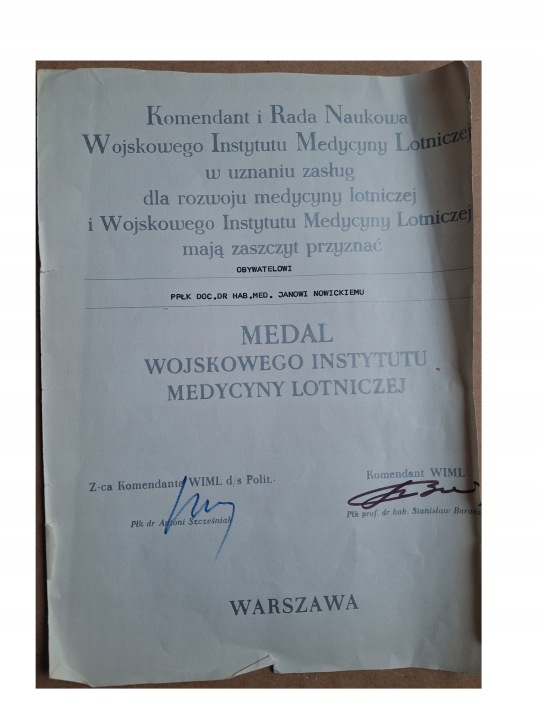 Komendant i Rada Naukowa
Wojskowego Instytutu Medycyny Lotniczej
w uznaniu zasług
dla rozwoju medycyny lotniczej
i Wojskowego Instytutu Medycyny Lotniczej
mają zaszczyt przyznać
OBYWATELOWI
PPŁK DOC.DR HAB.MED. JANOWI NOWICKIEMU
MEDAL
WOJSKOWEGO INSTYTUTU
MEDYCYNY LOTNICZEJ
Z-ca Komendanta WIML d/s Polit.
Komendant WIML
Płk dr Antoni Szcześniak
Płk prof. dr hab. Stanisław
WARSZAWA